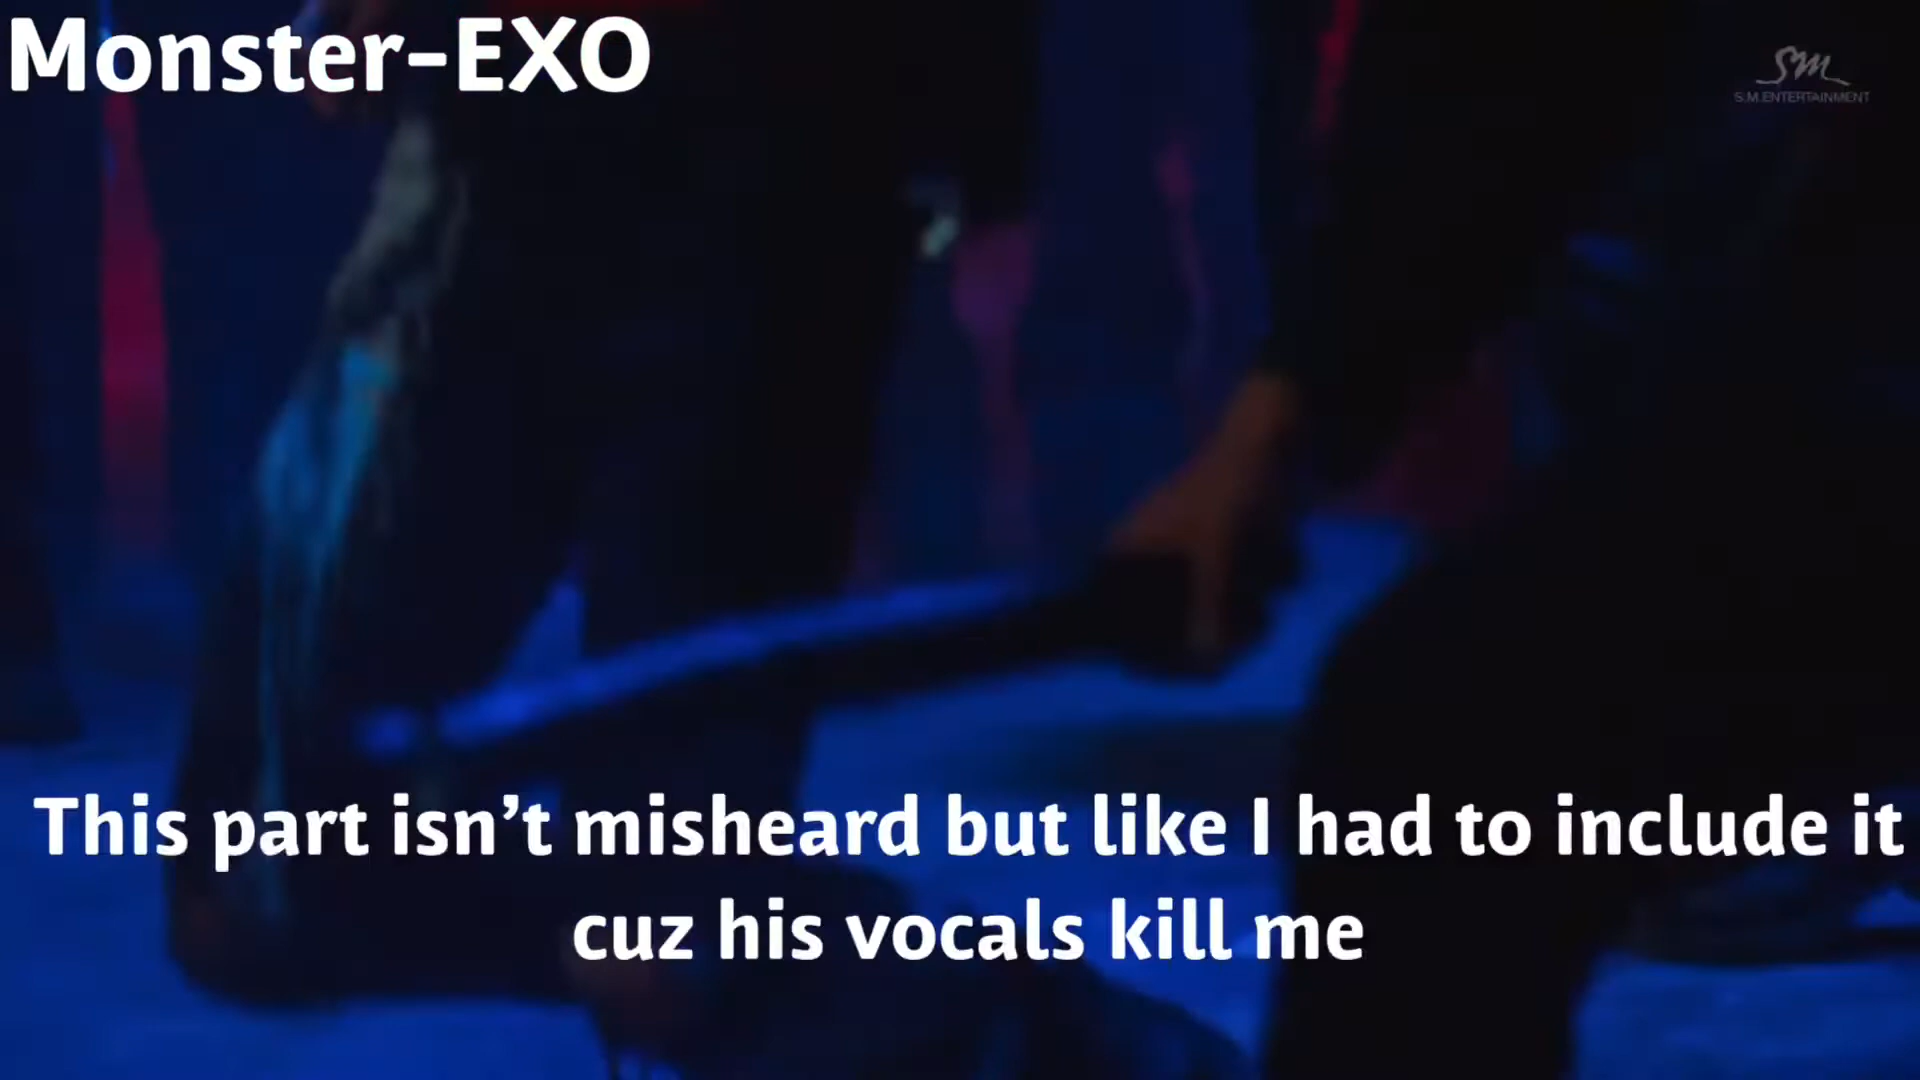 Monster-EXO
SM
S.M.ENTERTAINMENT
This part isn't misheard but like I had to include it
cuz his vocals kill me